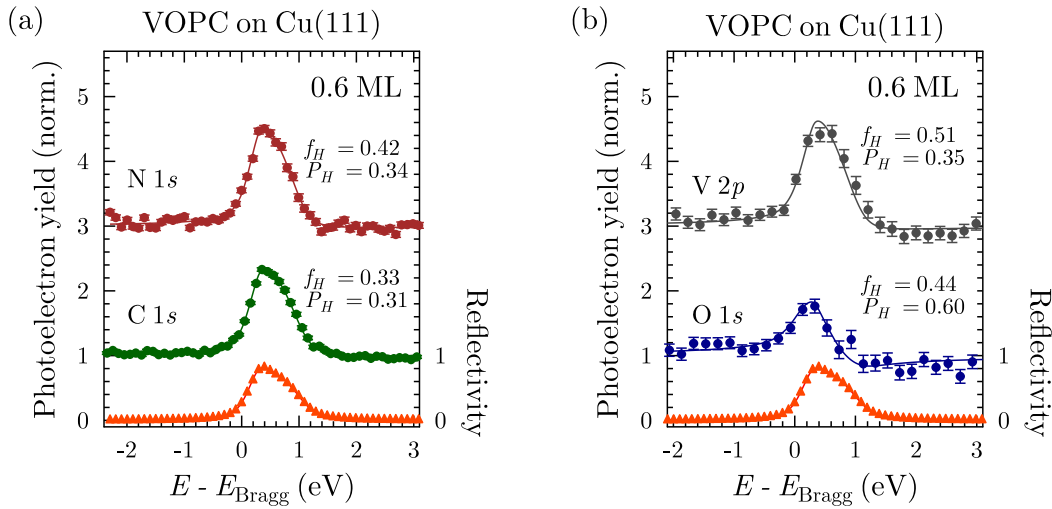 (a)
VOPC on Cu(111)
0.6 ML
Photoelectron yield (norm.)
5
4
3
2
1
0
N 1s
f_H = 0.42
P_H = 0.34
C 1s
f_H = 0.33
P_H = 0.31
1
0
Reflectivity
-2 -1 0 1 2 3
E - E_Bragg (eV)
(b)
VOPC on Cu(111)
0.6 ML
Photoelectron yield (norm.)
5
4
3
2
1
0
V 2p
f_H = 0.51
P_H = 0.35
O 1s
f_H = 0.44
P_H = 0.60
1
0
Reflectivity
-2 -1 0 1 2 3
E - E_Bragg (eV)